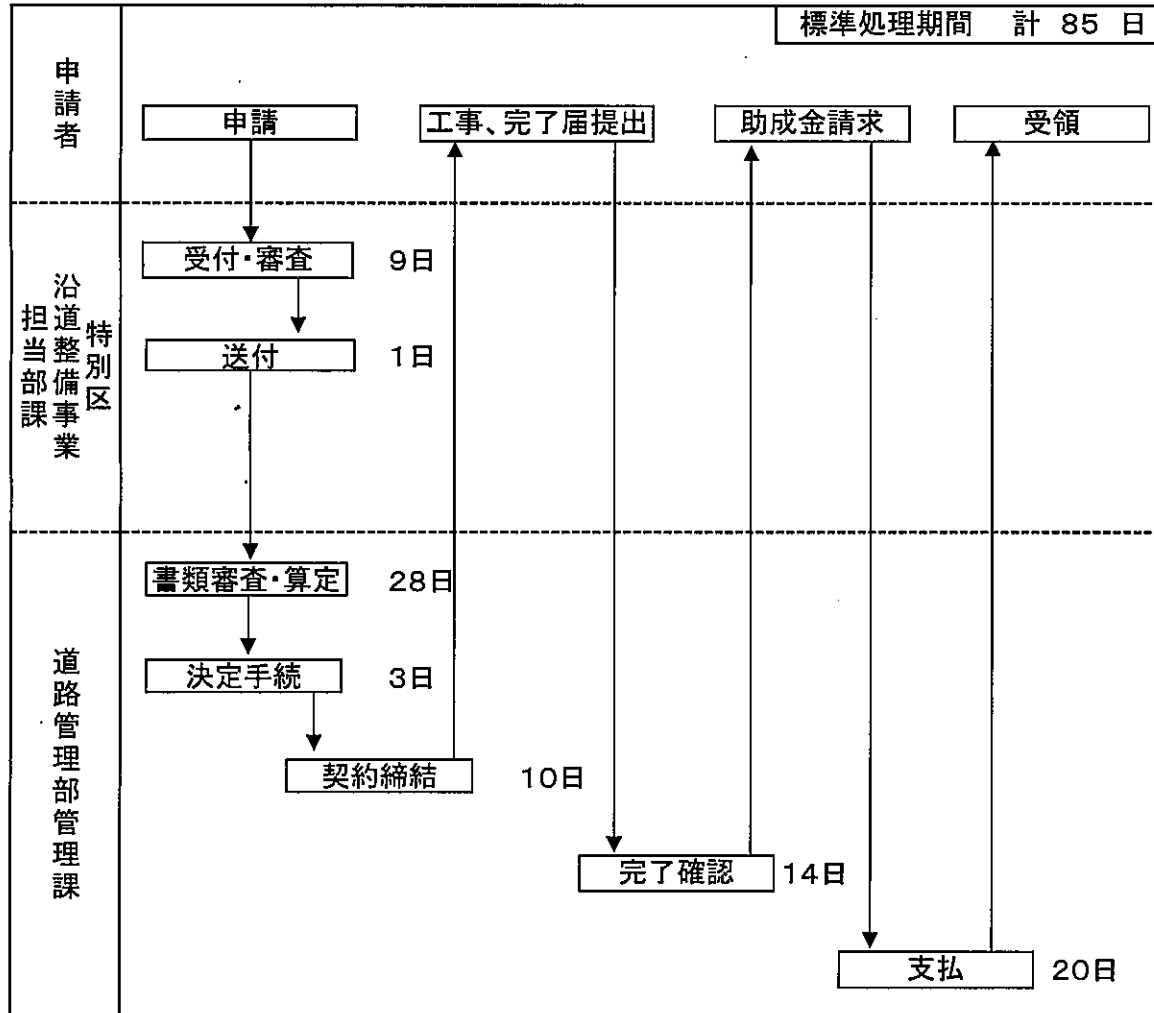 標準処理期間 計 85 日
申請者
申請
工事、完了届提出
助成金請求
受領
特別区
沿道整備事業
担当部課
受付・審査 9日
送付 1日
道路管理部管理課
書類審査・算定 28日
決定手続 3日
契約締結 10日
完了確認 14日
支払 20日